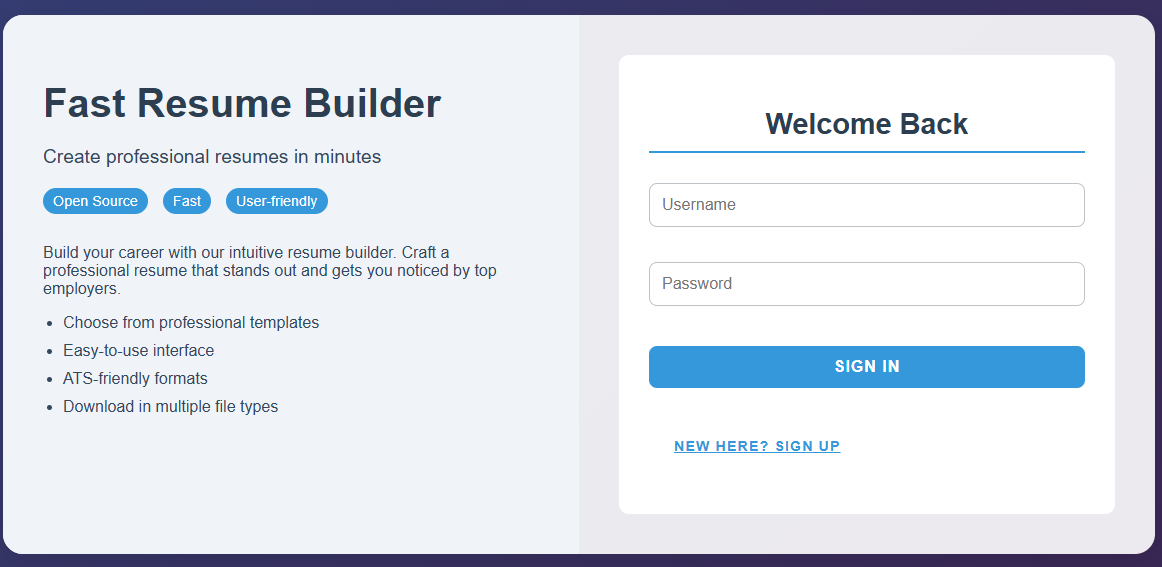 Fast Resume Builder
Create professional resumes in minutes
Open Source Fast User-friendly
Build your career with our intuitive resume builder. Craft a
professional resume that stands out and gets you noticed by top
employers.
• Choose from professional templates
• Easy-to-use interface
• ATS-friendly formats
• Download in multiple file types
Welcome Back
Username
Password
SIGN IN
NEW HERE? SIGN UP